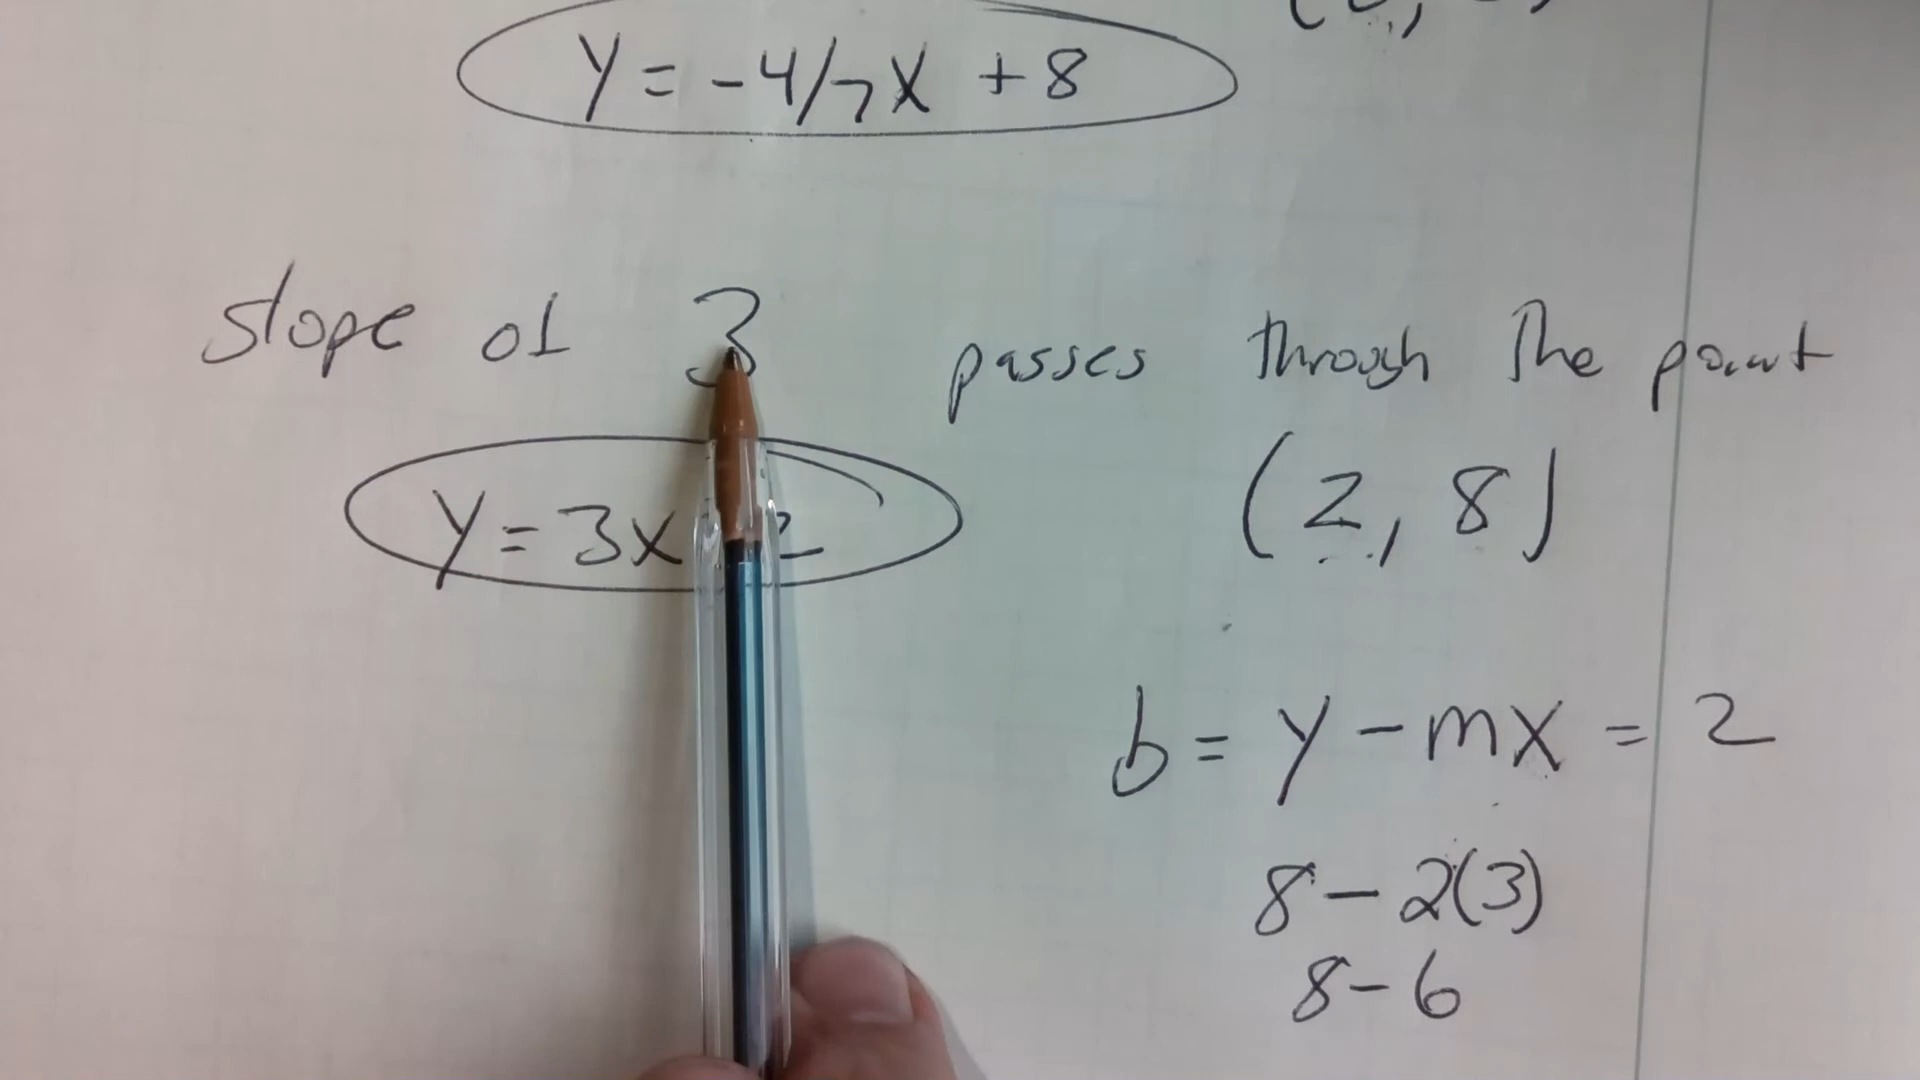 y = -4/7x + 8
slope of 3 passes through the point
(2, 8)
y = 3x 2
b = y - mx = 2
8 - 2(3)
8 - 6